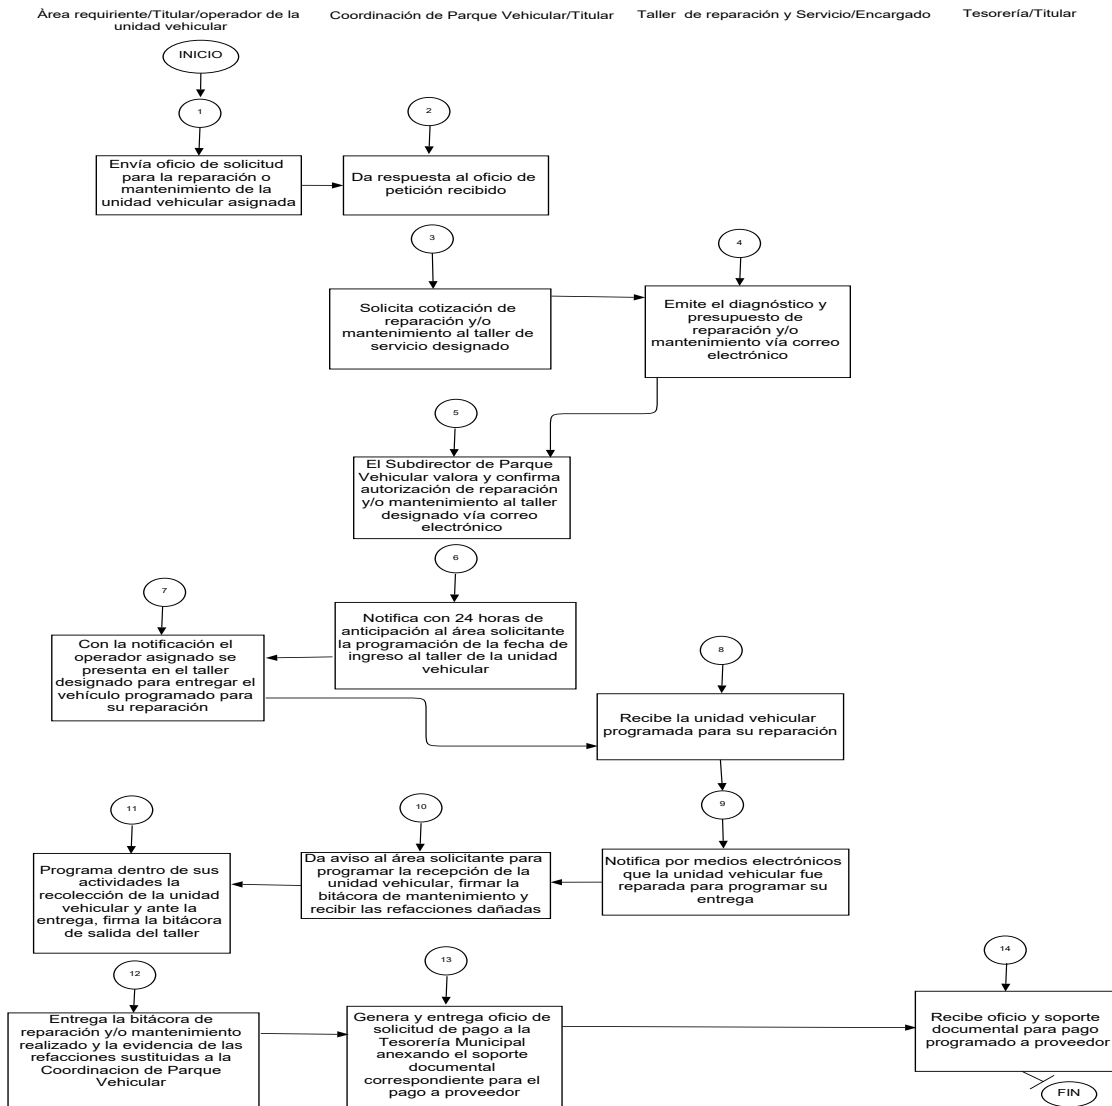 Àrea requiriente/Titular/operador de la
unidad vehicular
Coordinación de Parque Vehicular/Titular
Taller de reparación y Servicio/Encargado
Tesorería/Titular
INICIO
1
Envía oficio de solicitud
para la reparación o
mantenimiento de la
unidad vehicular asignada
2
Da respuesta al oficio de
petición recibido
3
Solicita cotización de
reparación y/o
mantenimiento al taller de
servicio designado
4
Emite el diagnóstico y
presupuesto de
reparación y/o
mantenimiento vía correo
electrónico
5
El Subdirector de Parque
Vehicular valora y confirma
autorización de reparación
y/o mantenimiento al taller
designado vía correo
electrónico
6
Notifica con 24 horas de
anticipación al área solicitante
la programación de la fecha de
ingreso al taller de la unidad
vehicular
7
Con la notificación el
operador asignado se
presenta en el taller
designado para entregar el
vehículo programado para
su reparación
8
Recibe la unidad vehicular
programada para su reparación
9
Notifica por medios electrónicos
que la unidad vehicular fue
reparada para programar su
entrega
10
Da aviso al área solicitante para
programar la recepción de la
unidad vehicular, firmar la
bitácora de mantenimiento y
recibir las refacciones dañadas
11
Programa dentro de sus
actividades la
recolección de la unidad
vehicular y ante la
entrega, firma la bitácora
de salida del taller
12
Entrega la bitácora de
reparación y/o mantenimiento
realizado y la evidencia de las
refacciones sustituidas a la
Coordinacion de Parque
Vehicular
13
Genera y entrega oficio de
solicitud de pago a la
Tesorería Municipal
anexando el soporte
documental
correspondiente para el
pago a proveedor
14
Recibe oficio y soporte
documental para pago
programado a proveedor
FIN